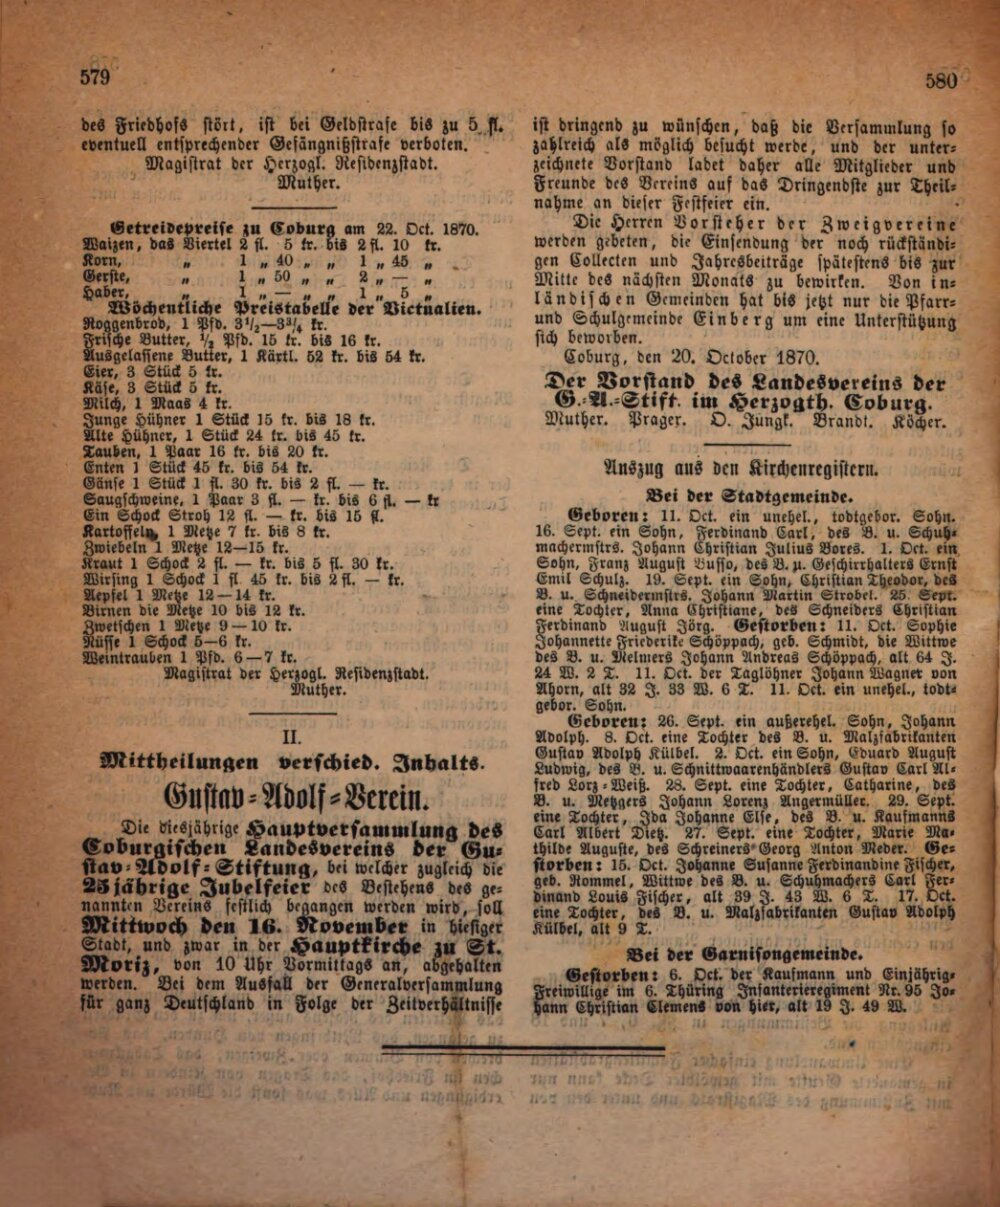 579
des Friedhofs stört, ist bei Geldstrafe bis zu 5 fl.
eventuell entsprechender Gefängnißstrafe verboten.
Magistrat der Herzogl. Residenzstadt.
Muther.
Getreidepreise zu Coburg am 22. Oct. 1870.
Waizen, das Viertel 2 fl. 5 kr. bis 2 fl. 10 kr.
Korn, „ 1 „ 40 „ „ 1 „ 45 „
Gerste, „ 1 „ 50 „ „ 2 „ — „
Haber, „ 1 „ — „ „ 1 „ 5 „
Wöchentliche Preistabelle der Victualien.
Roggenbrod, 1 Pfd. 3 1/2—3 3/4 kr.
Frische Butter, 1/2 Pfd. 15 kr. bis 16 kr.
Ausgelassene Butter, 1 Kärtl. 52 kr. bis 54 kr.
Eier, 3 Stück 5 kr.
Käse, 3 Stück 5 kr.
Milch, 1 Maas 4 kr.
Junge Hühner 1 Stück 15 kr. bis 18 kr.
Alte Hühner, 1 Stück 24 kr. bis 45 kr.
Tauben, 1 Paar 16 kr. bis 20 kr.
Enten 1 Stück 45 kr. bis 54 kr.
Gänse 1 Stück 1 fl. 30 kr. bis 2 fl. — kr.
Saugschweine, 1 Paar 3 fl. — kr. bis 6 fl. — kr
Ein Schock Stroh 12 fl. — kr. bis 15 fl.
Kartoffeln, 1 Metze 7 kr. bis 8 kr.
Zwiebeln 1 Metze 12—15 kr.
Kraut 1 Schock 2 fl. — kr. bis 5 fl. 30 kr.
Wirsing 1 Schock 1 fl. 45 kr. bis 2 fl. — kr.
Aepfel 1 Metze 12—14 kr.
Birnen die Metze 10 bis 12 kr.
Zwetschen 1 Metze 9—10 kr.
Nüsse 1 Schock 5—6 kr.
Weintrauben 1 Pfd. 6—7 kr.
Magistrat der Herzogl. Residenzstadt.
Muther.
II.
Mittheilungen verschied. Inhalts.
Gustav-Adolf-Verein.
Die diesjährige Hauptversammlung des
Coburgischen Landesvereins der Gu-
stav-Adolf-Stiftung, bei welcher zugleich die
25jährige Jubelfeier des Bestehens des ge-
nannten Vereins festlich begangen werden wird, soll
Mittwoch den 16. November in hiesiger
Stadt, und zwar in der Hauptkirche zu St.
Moriz, von 10 Uhr Vormittags an, abgehalten
werden. Bei dem Ausfall der Generalversammlung
für ganz Deutschland in Folge der Zeitverhältnisse
580
ist dringend zu wünschen, daß die Versammlung so
zahlreich als möglich besucht werde, und der unter-
zeichnete Vorstand ladet daher alle Mitglieder und
Freunde des Vereins auf das Dringendste zur Theil-
nahme an dieser Festfeier ein.
Die Herren Vorsteher der Zweigvereine
werden gebeten, die Einsendung der noch rückständi-
gen Collecten und Jahresbeiträge spätestens bis zur
Mitte des nächsten Monats zu bewirken. Von in-
ländischen Gemeinden hat bis jetzt nur die Pfarr-
und Schulgemeinde Einberg um eine Unterstützung
sich beworben.
Coburg, den 20. October 1870.
Der Vorstand des Landesvereins der
G.-A.-Stift. im Herzogth. Coburg.
Muther. Prager. O. Jungk. Brandt. Köcher.
Auszug aus den Kirchenregistern.
Bei der Stadtgemeinde.
Geboren: 11. Oct. ein unehel., todtgebor. Sohn.
16. Sept. ein Sohn, Ferdinand Carl, des B. u. Schuh-
machermstrs. Johann Christian Julius Bores. 1. Oct. ein
Sohn, Franz August Busso, des B. u. Geschirrhalters Ernst
Emil Schulz. 19. Sept. ein Sohn, Christian Theodor, des
B. u. Schneidermstrs. Johann Martin Strobel. 25. Sept.
eine Tochter, Anna Christiane, des Schneiders Christian
Ferdinand August Jörg. Gestorben: 11. Oct. Sophie
Johannette Friederike Schöppach, geb. Schmidt, die Wittwe
des B. u. Melmers Johann Andreas Schöppach, alt 64 J.
24 W. 2 T. 11. Oct. der Taglöhner Johann Wagner von
Ahorn, alt 32 J. 33 W. 6 T. 11. Oct. ein unehel., todt-
gebor. Sohn.
Geboren: 26. Sept. ein außerehel. Sohn, Johann
Adolph. 8. Oct. eine Tochter des B. u. Malzfabrikanten
Gustav Adolph Külbel. 2. Oct. ein Sohn, Eduard August
Ludwig, des B. u. Schnittwaarenhändlers Gustav Carl Al-
fred Lorz-Weiß. 28. Sept. eine Tochter, Catharine, des
B. u. Metzgers Johann Lorenz Angermüller. 29. Sept.
eine Tochter, Ida Johanne Else, des B. u. Kaufmanns
Carl Albert Dietz. 27. Sept. eine Tochter, Marie Ma-
thilde Auguste, des Schreiners Georg Anton Meder. Ge-
storben: 15. Oct. Johanne Susanne Ferdinandine Fischer,
geb. Rommel, Wittwe des B. u. Schuhmachers Carl Fer-
dinand Louis Fischer, alt 39 J. 43 W. 6 T. 17. Oct.
eine Tochter, des B. u. Malzfabrikanten Gustav Adolph
Külbel, alt 9 T.
Bei der Garnisongemeinde.
Gestorben: 6. Oct. der Kaufmann und Einjährig-
Freiwillige im 6. Thüring Infanterieregiment Nr. 95 Jo-
hann Christian Clemens von hier, alt 19 J. 49 W.